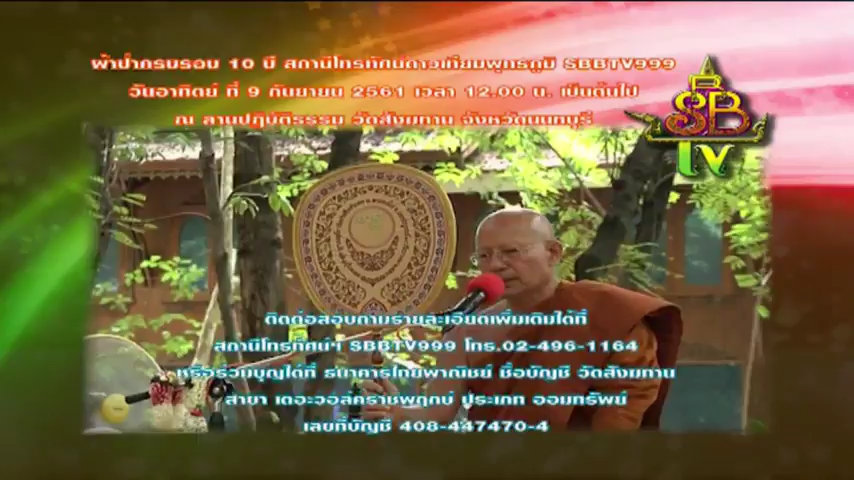 ผ้าป่าครบรอบ 10 ปี สถานีโทรทัศน์ดาวเทียมพุทธภูมิ SBBTV999
วันอาทิตย์ ที่ 9 กันยายน 2561 เวลา 12.00 น. เป็นต้นไป
ณ ลานปฏิบัติธรรม วัดสังฆทาน จังหวัดนนทบุรี
SB
TV
ติดต่อสอบถามรายละเอียดเพิ่มเติมได้ที่
สถานีโทรทัศน์ฯ SBBTV999 โทร.02-496-1164
หรือร่วมบุญได้ที่ ธนาคารไทยพาณิชย์ ชื่อบัญชี วัดสังฆทาน
สาขา เดอะวอล์คราชพฤกษ์ ประเภท ออมทรัพย์
เลขที่บัญชี 408-447470-4